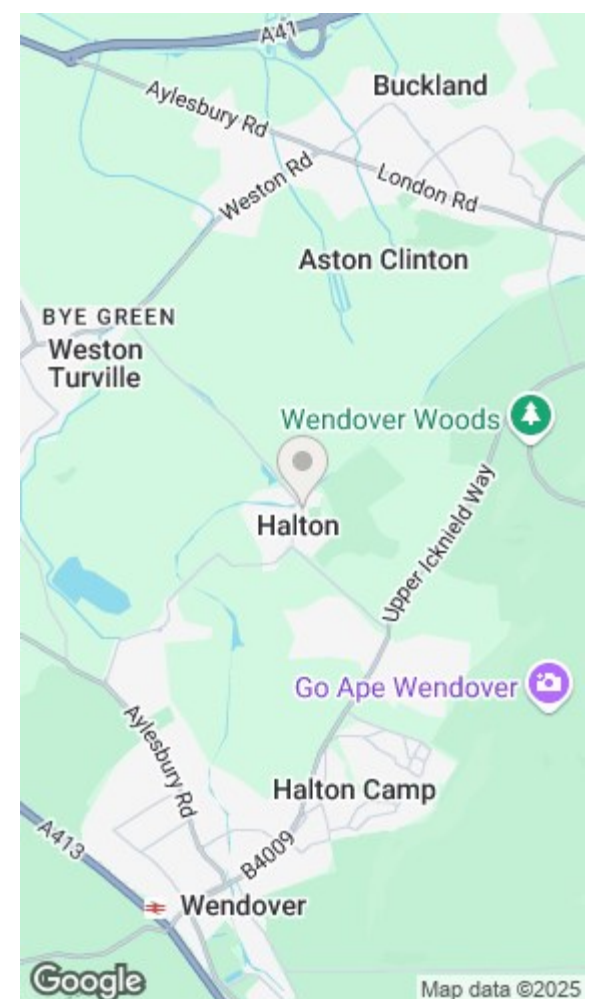 A41
Buckland
Aylesbury Rd
Weston Rd
London Rd
Aston Clinton
BYE GREEN
Weston
Turville
Wendover Woods
Upper Icknield Way
Halton
Go Ape Wendover
Aylesbury Rd
Halton Camp
A413
B4009
Wendover
Google
Map data ©2025